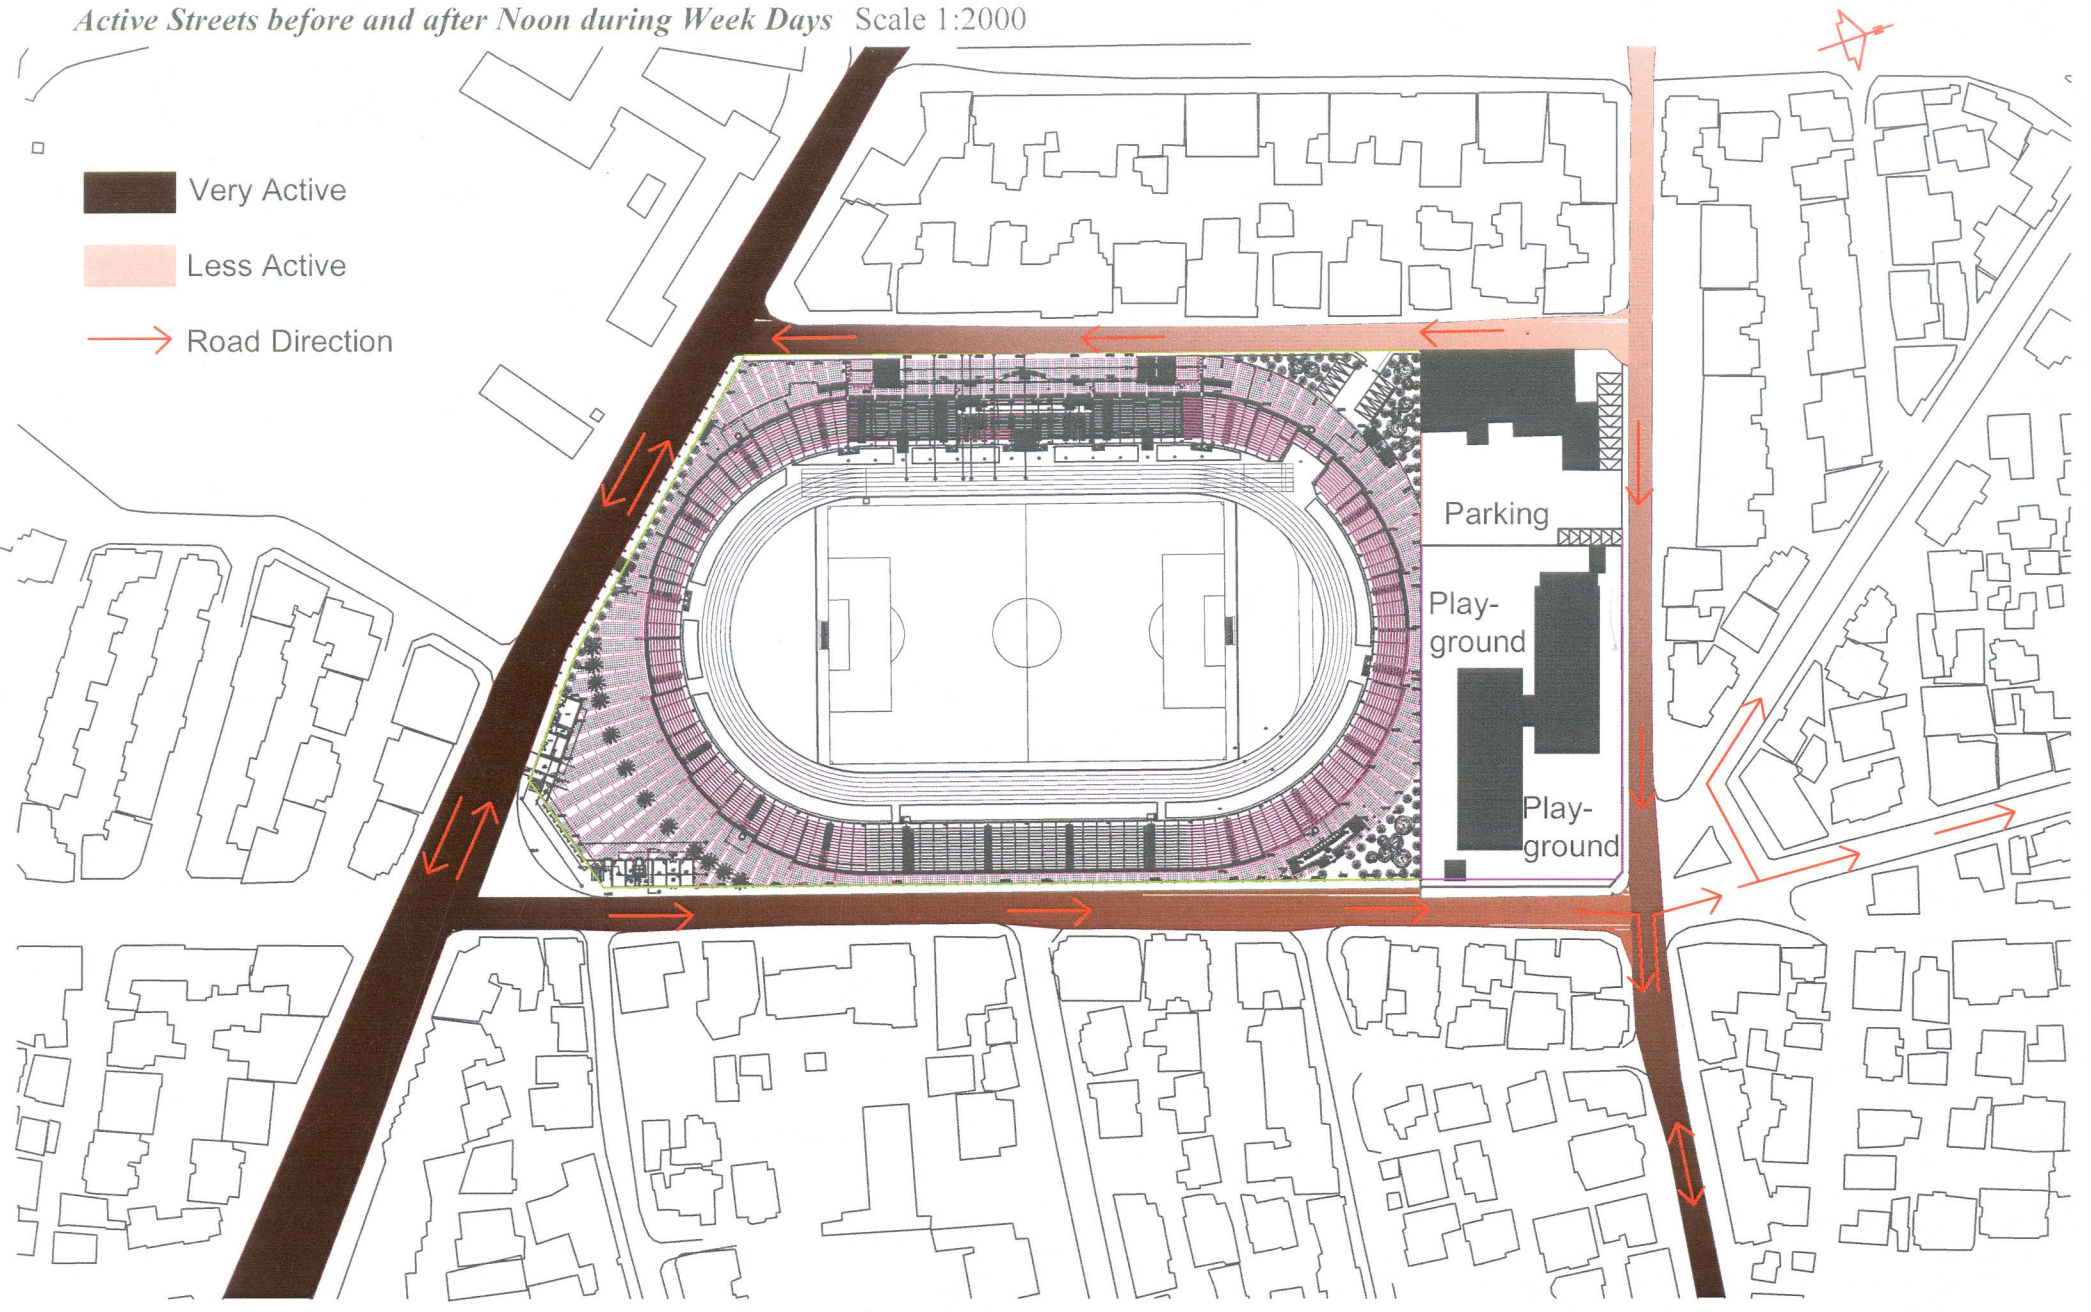 Active Streets before and after Noon during Week Days Scale 1:2000
Very Active
Less Active
Road Direction
Parking
Play-
ground
Play-
ground